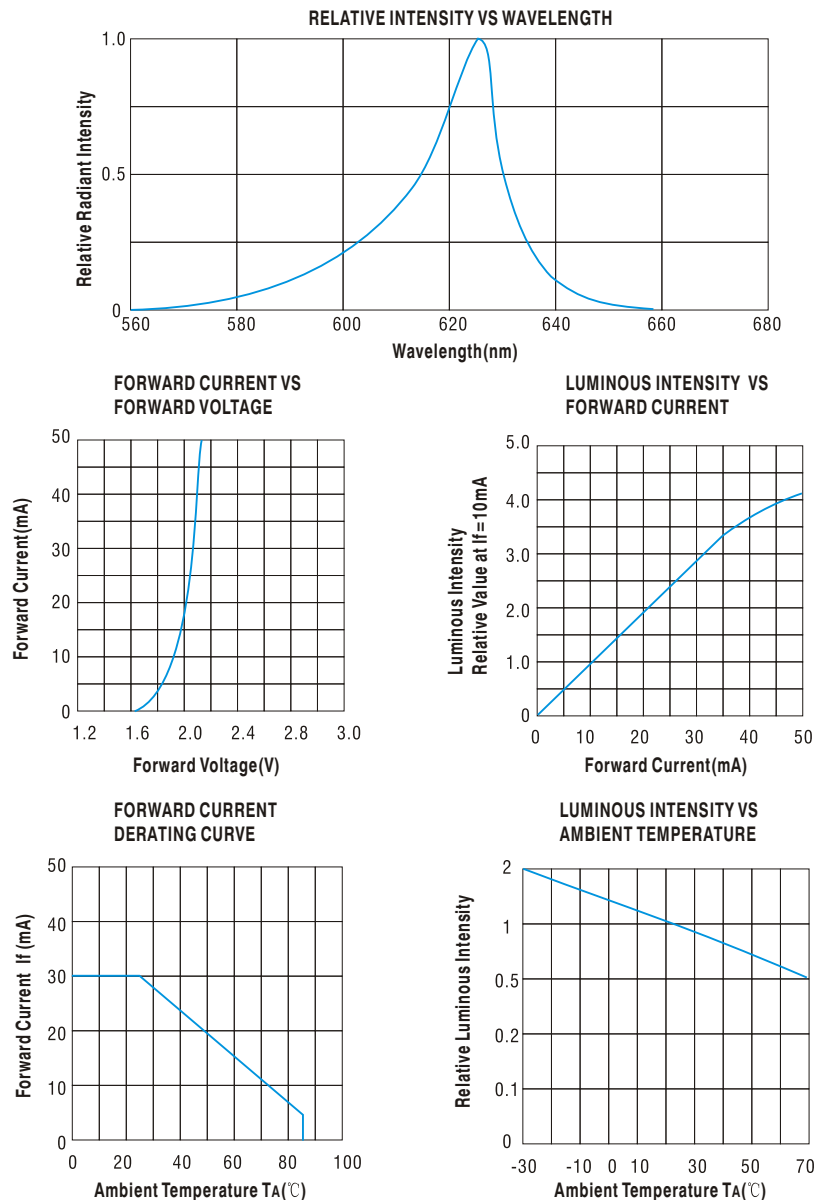 RELATIVE INTENSITY VS WAVELENGTH
Relative Radiant Intensity
1.0
0.5
0
560 580 600 620 640 660 680
Wavelength(nm)
FORWARD CURRENT VS
FORWARD VOLTAGE
Forward Current(mA)
50
40
30
20
10
0
1.2 1.6 2.0 2.4 2.8 3.0
Forward Voltage(V)
LUMINOUS INTENSITY VS
FORWARD CURRENT
Luminous Intensity
Relative Value at If=10mA
5.0
4.0
3.0
2.0
1.0
0
0 10 20 30 40 50
Forward Current(mA)
FORWARD CURRENT
DERATING CURVE
Forward Current If (mA)
50
40
30
20
10
0
0 20 40 60 80 100
Ambient Temperature TA(℃)
LUMINOUS INTENSITY VS
AMBIENT TEMPERATURE
Relative Luminous Intensity
2
1
0.5
0.2
0.1
0
-30 -10 0 10 30 50 70
Ambient Temperature TA(℃)